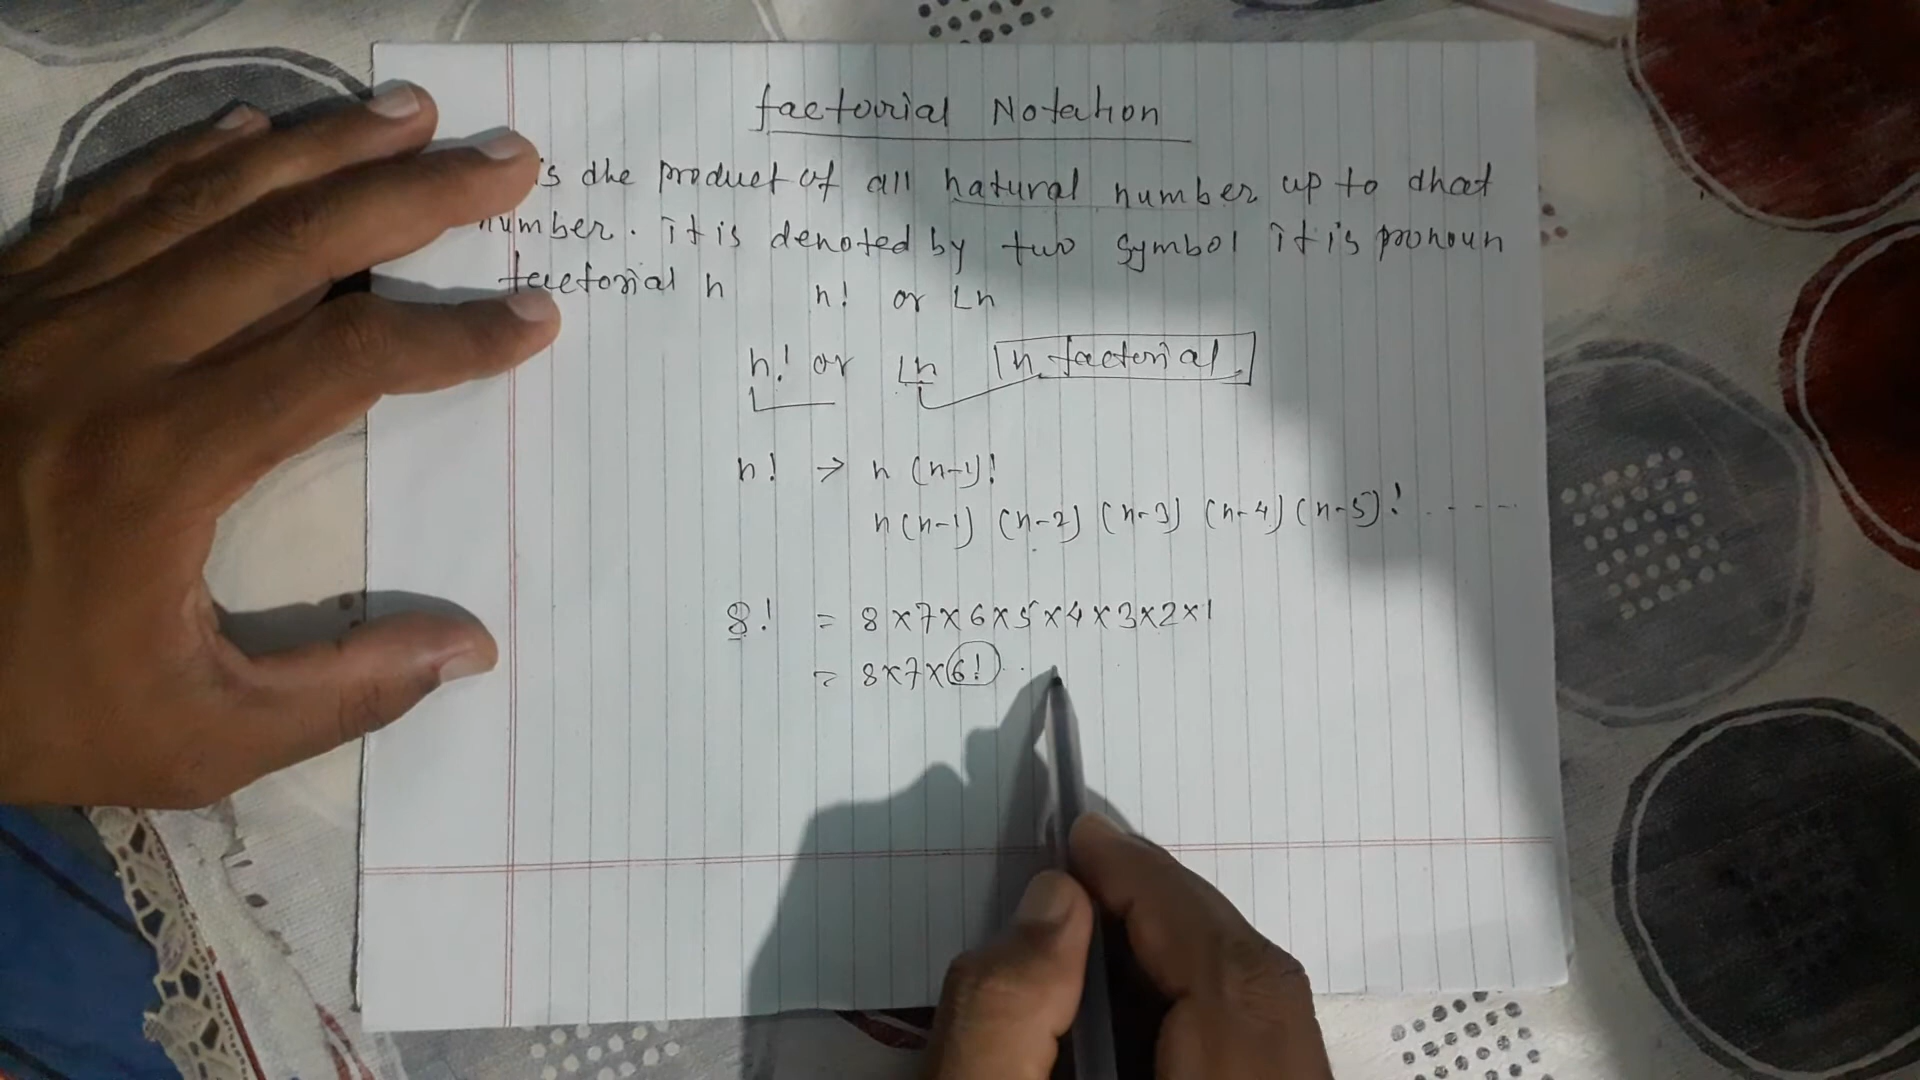 factorial Notation
is the product of all natural number up to that
number. it is denoted by two symbol it is pronoun
factorial n n! or Ln
n! or Ln n factorial
n! → n (n-1)!
n(n-1) (n-2) (n-3) (n-4) (n-5)! -----
8! = 8×7×6×5×4×3×2×1
= 8×7×6! ..